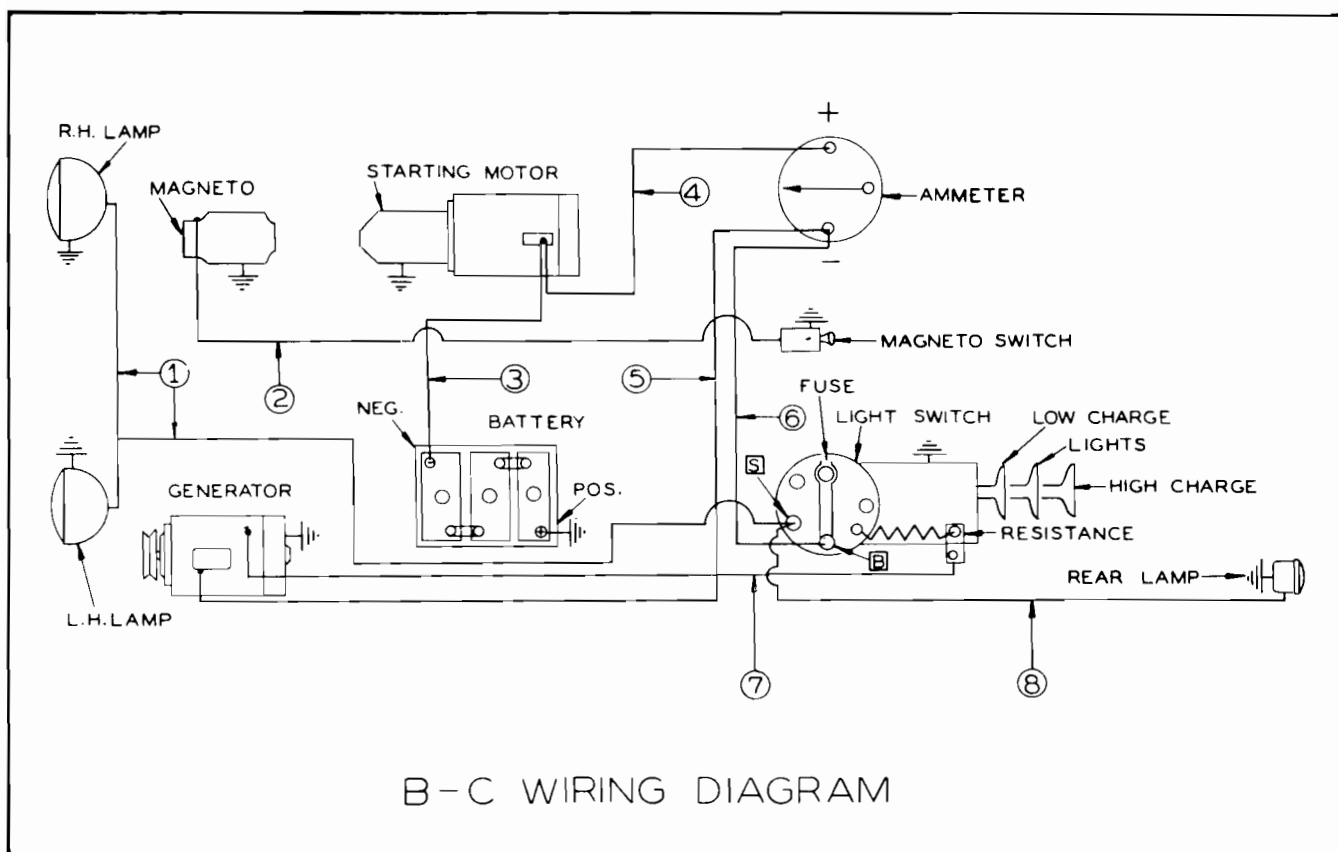 R.H. LAMP
MAGNETO
STARTING MOTOR
4
+
AMMETER
−
MAGNETO SWITCH
1
2
3
5
6
FUSE
LIGHT SWITCH
LOW CHARGE
LIGHTS
HIGH CHARGE
NEG.
BATTERY
POS.
S
B
RESISTANCE
GENERATOR
REAR LAMP
L.H. LAMP
7
8
B-C WIRING DIAGRAM